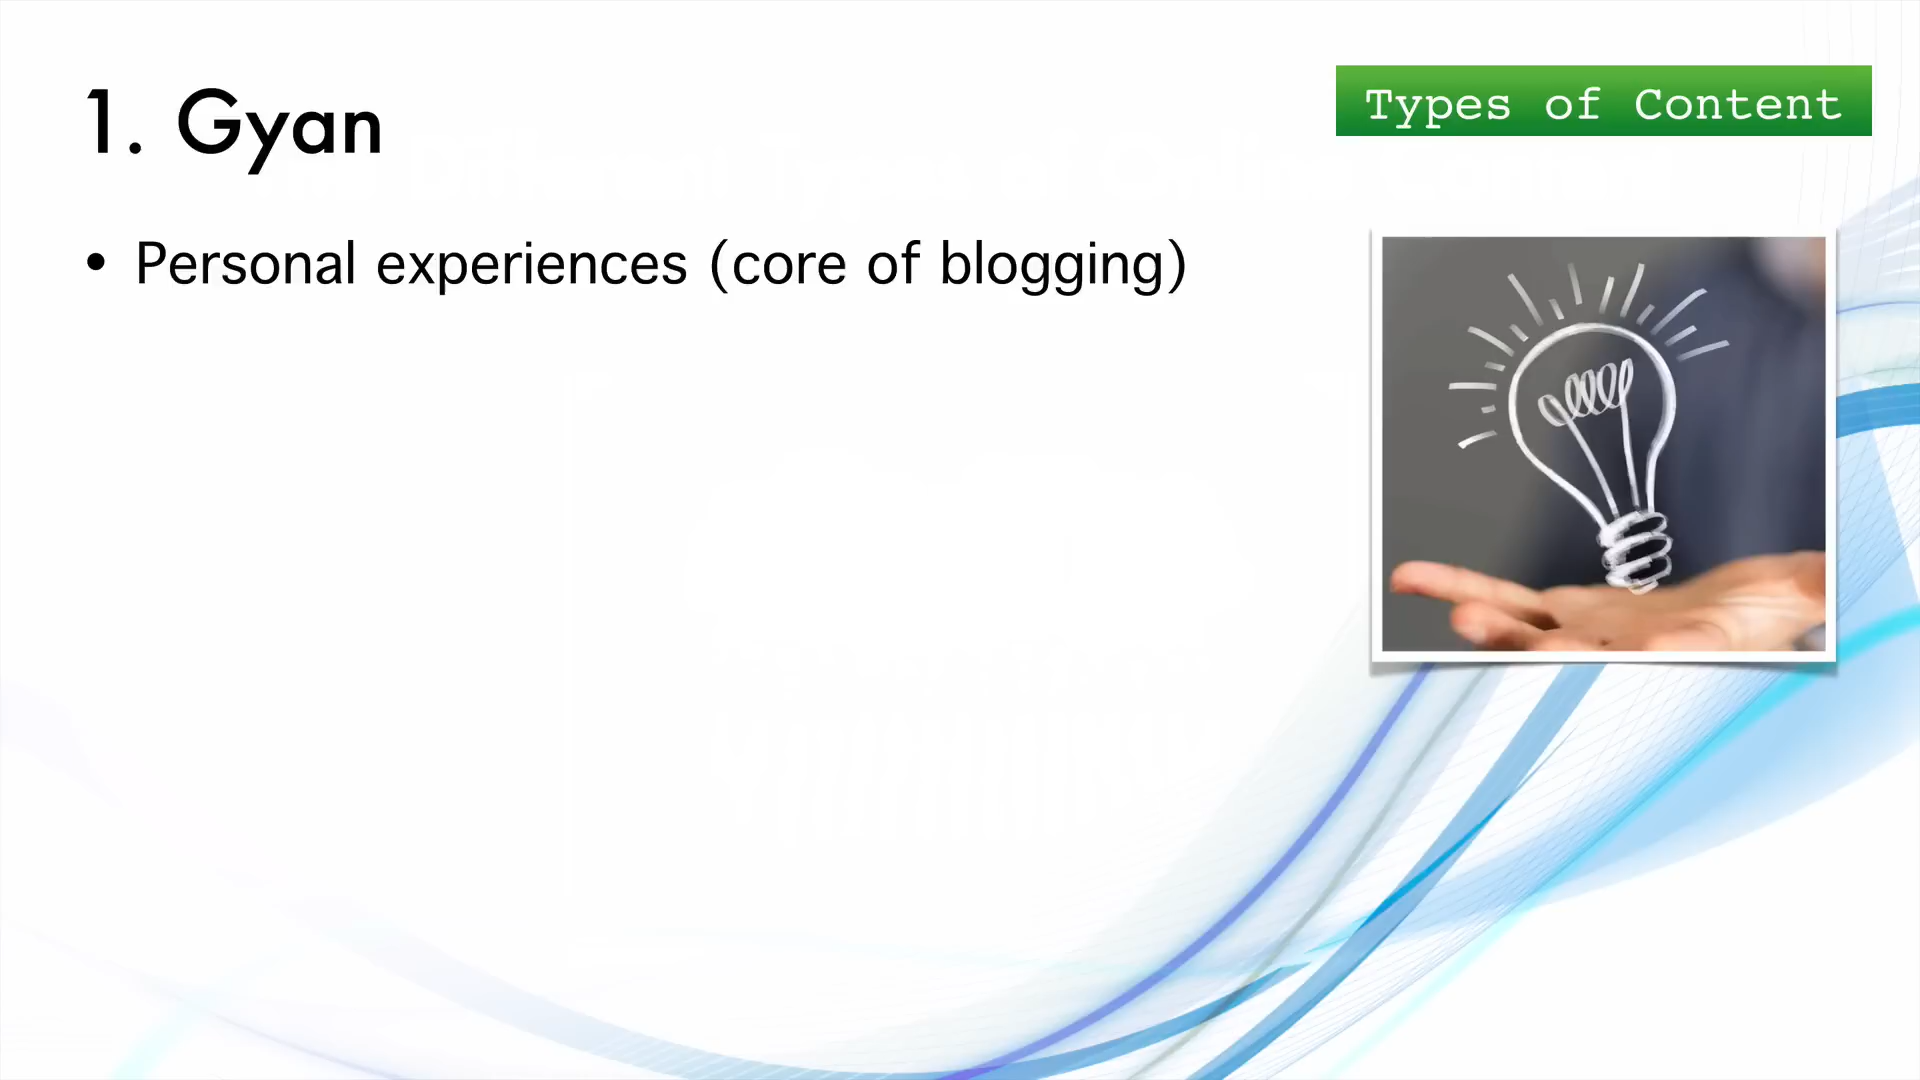 1. Gyan
Types of Content
• Personal experiences (core of blogging)